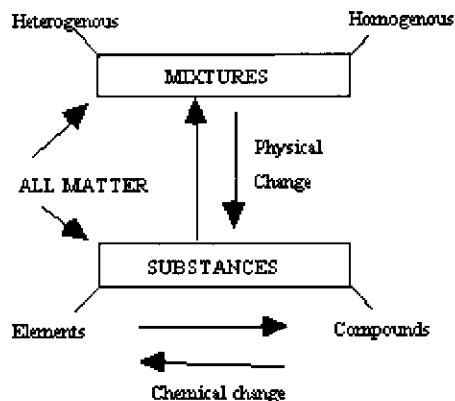 Heterogenous
Homogenous
MIXTURES
Physical
Change
ALL MATTER
SUBSTANCES
Elements
Compounds
Chemical change